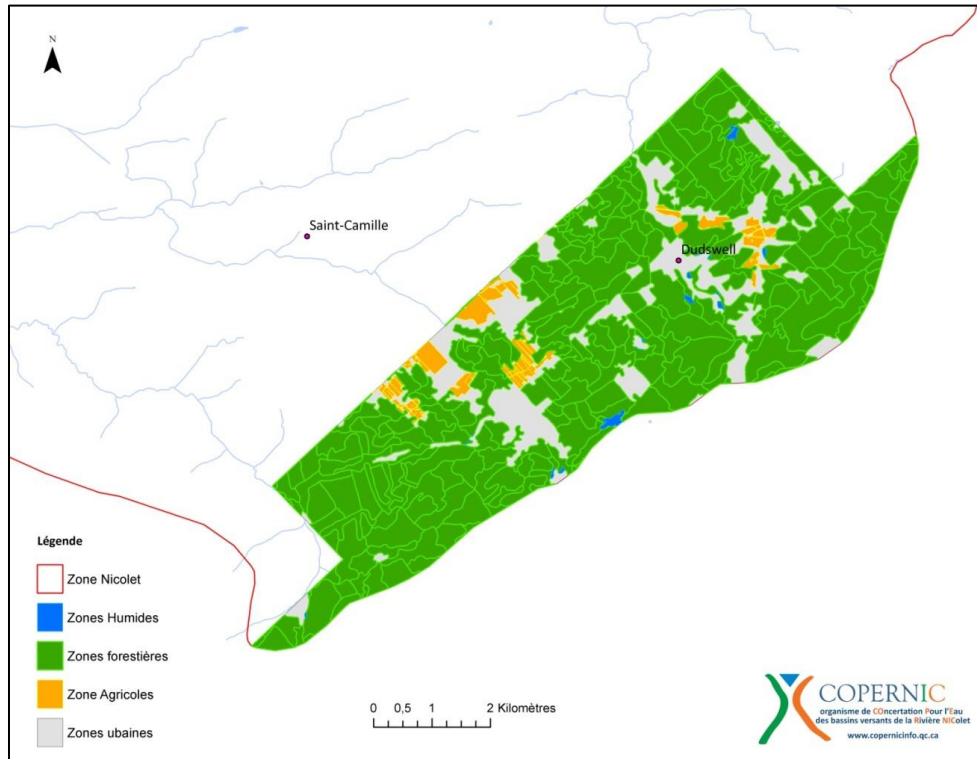 N
Saint-Camille
Dudswell
Légende
Zone Nicolet
Zones Humides
Zones forestières
Zone Agricoles
Zones ubaines
0 0,5 1 2 Kilomètres
COPERNIC
organisme de COncertation Pour l'Eau
des bassins versants de la Rivière NIColet
www.copernicinfo.qc.ca